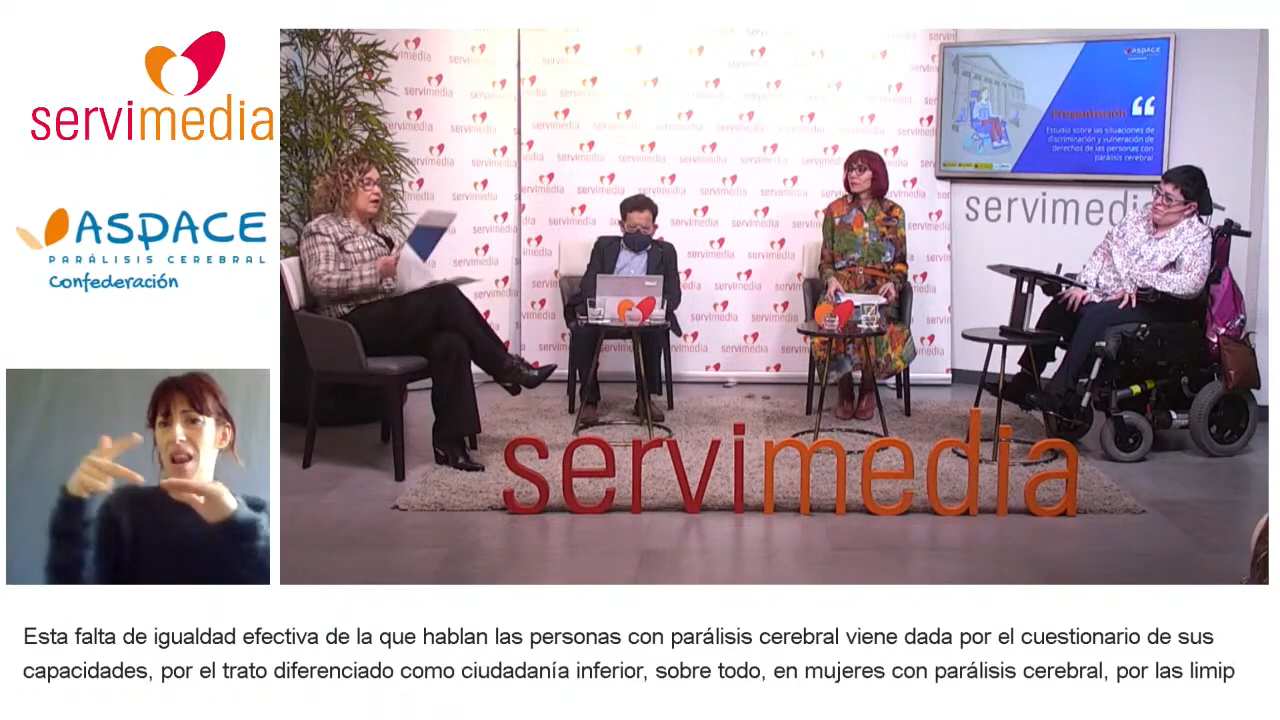 servimedia
ASPACE
PARÁLISIS CEREBRAL
Confederación
ASPACE
Presentación
Estudio sobre las situaciones de
discriminación y vulneración de
derechos de las personas con
parálisis cerebral
servimedia
servimedia
Esta falta de igualdad efectiva de la que hablan las personas con parálisis cerebral viene dada por el cuestionario de sus
capacidades, por el trato diferenciado como ciudadanía inferior, sobre todo, en mujeres con parálisis cerebral, por las limip